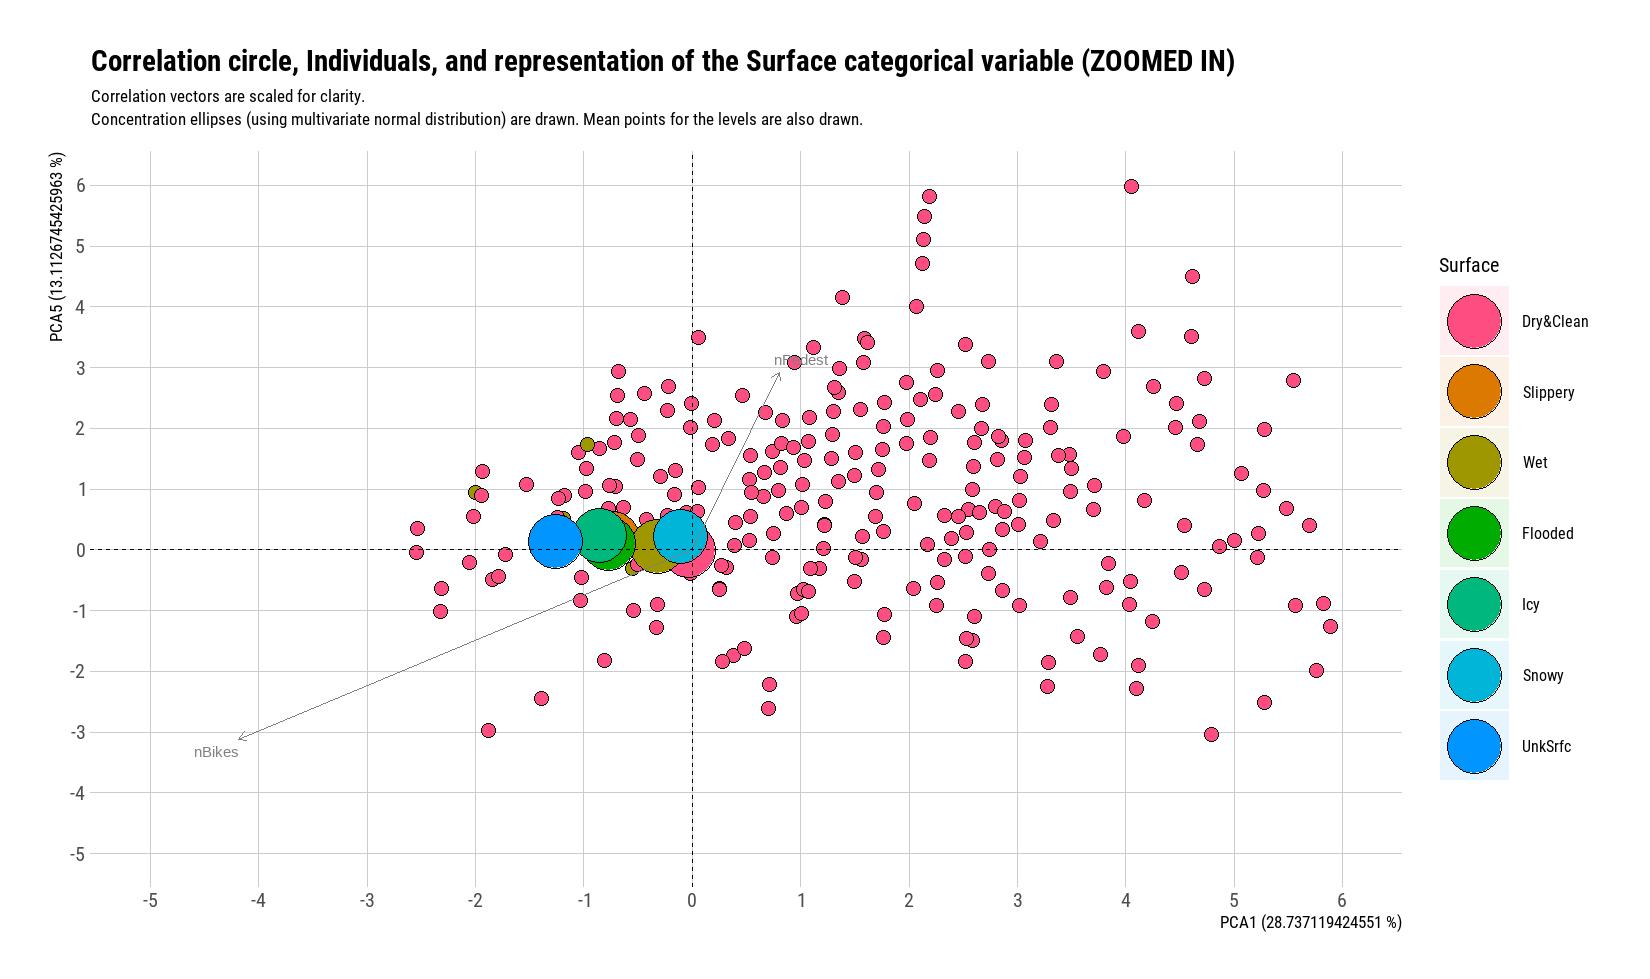 Correlation circle, Individuals, and representation of the Surface categorical variable (ZOOMED IN)
Correlation vectors are scaled for clarity.
Concentration ellipses (using multivariate normal distribution) are drawn. Mean points for the levels are also drawn.
PCA5 (13.1126745425963 %)
6
5
4
3
2
1
0
-1
-2
-3
-4
-5
nBikes
-5
-4
-3
-2
-1
0
1
2
3
4
5
6
PCA1 (28.737119424551 %)
Surface
Dry&Clean
Slippery
Wet
Flooded
Icy
Snowy
UnkSrfc